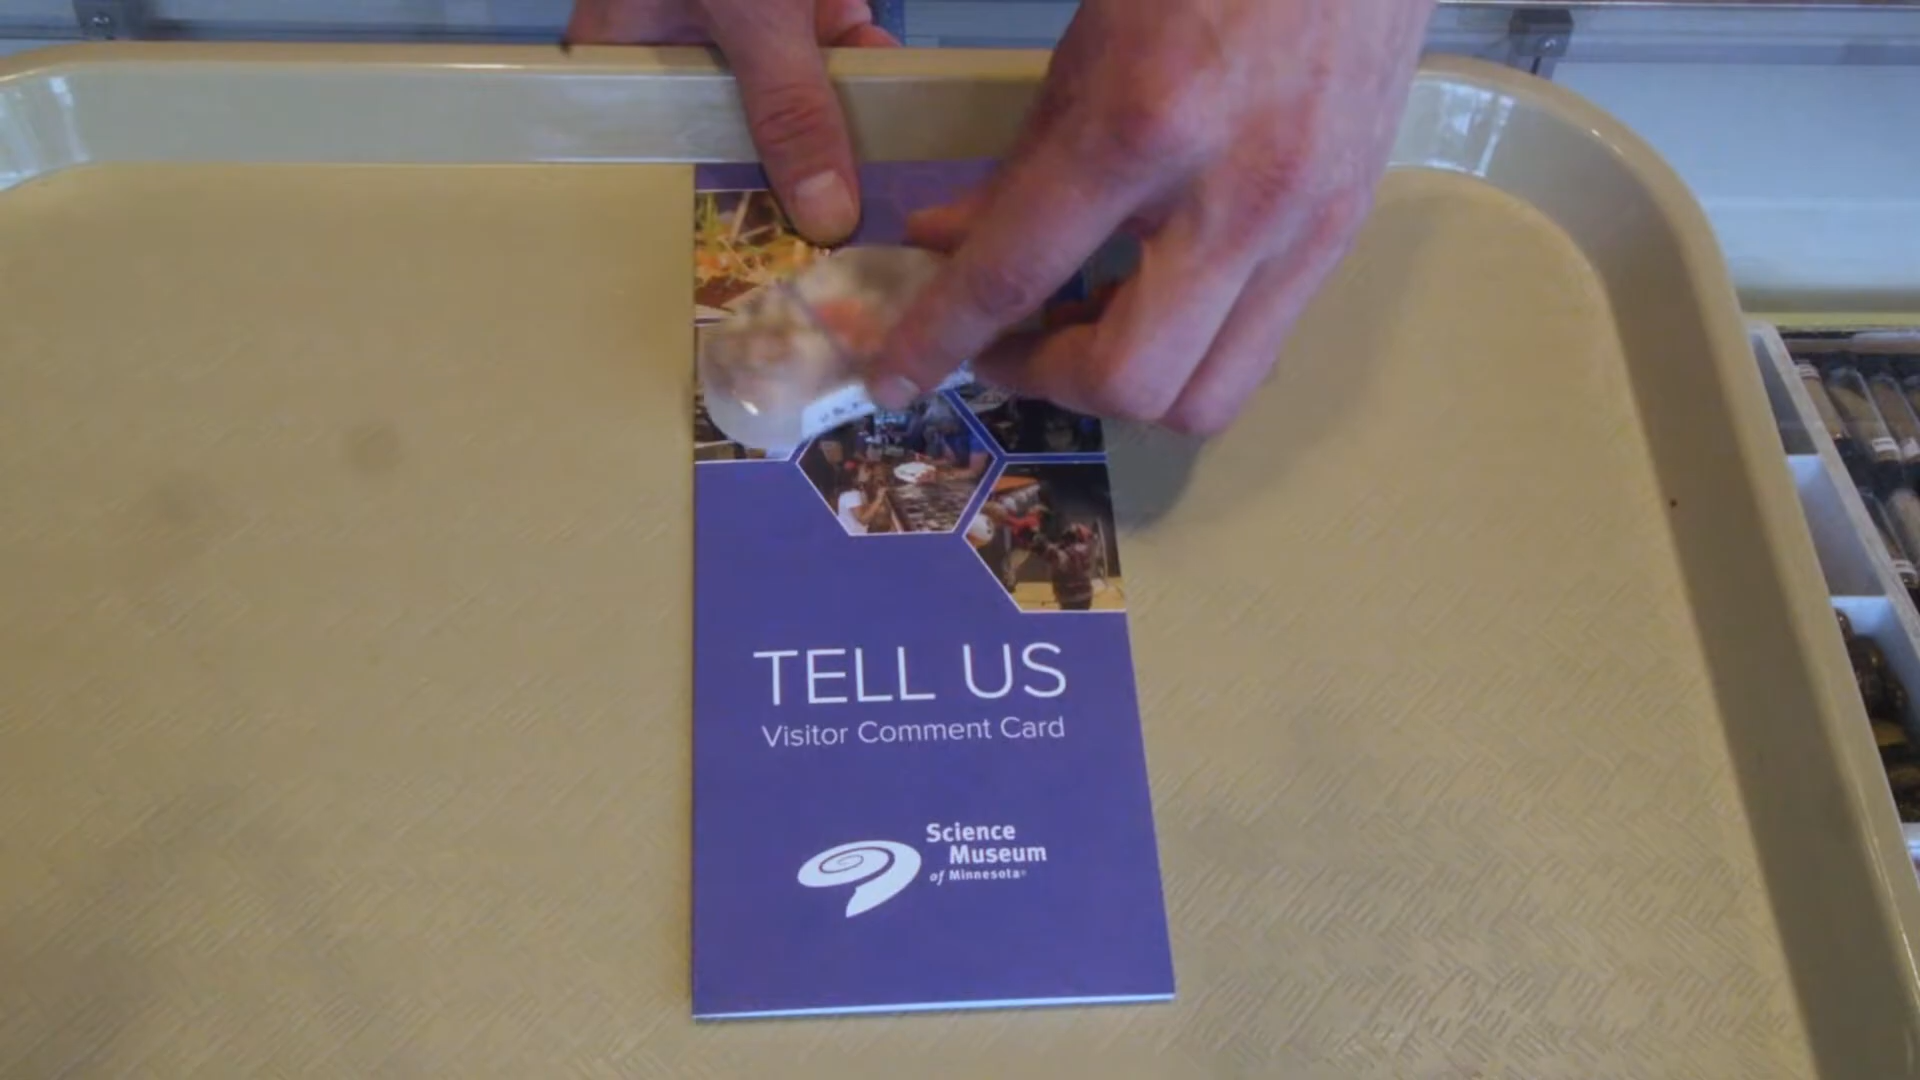 TELL US
Visitor Comment Card
Science
Museum
of Minnesota®